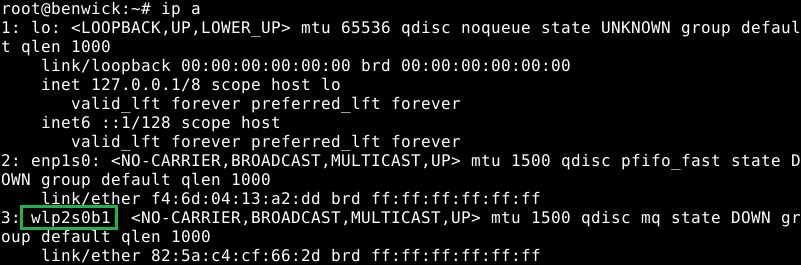 root@benwick:~# ip a
1: lo: <LOOPBACK,UP,LOWER_UP> mtu 65536 qdisc noqueue state UNKNOWN group defaul
t qlen 1000
    link/loopback 00:00:00:00:00:00 brd 00:00:00:00:00:00
    inet 127.0.0.1/8 scope host lo
       valid_lft forever preferred_lft forever
    inet6 ::1/128 scope host
       valid_lft forever preferred_lft forever
2: enp1s0: <NO-CARRIER,BROADCAST,MULTICAST,UP> mtu 1500 qdisc pfifo_fast state D
OWN group default qlen 1000
    link/ether f4:6d:04:13:a2:dd brd ff:ff:ff:ff:ff:ff
3: wlp2s0b1: <NO-CARRIER,BROADCAST,MULTICAST,UP> mtu 1500 qdisc mq state DOWN gr
oup default qlen 1000
    link/ether 82:5a:c4:cf:66:2d brd ff:ff:ff:ff:ff:ff